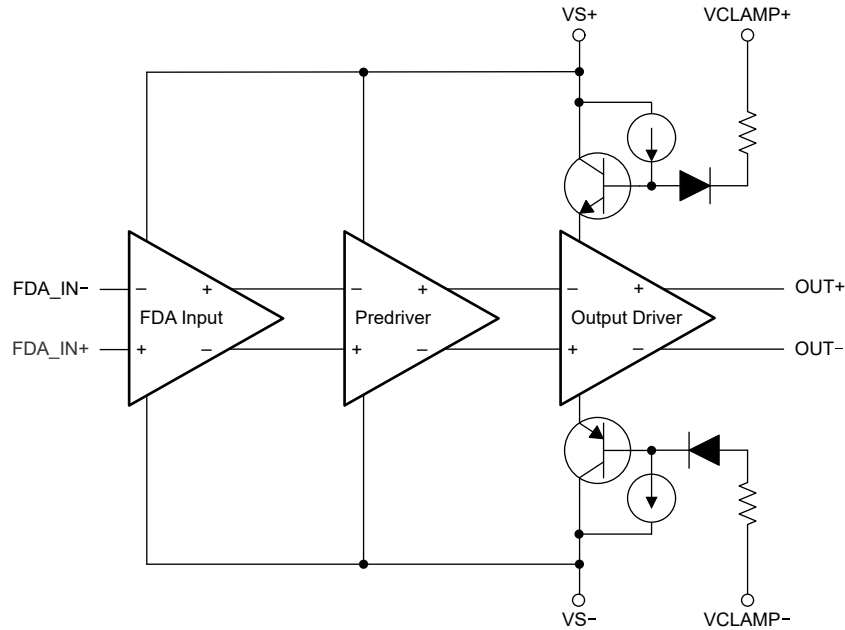 VS+ VCLAMP+
FDA_IN− − + − + − + OUT+
FDA Input Predriver Output Driver
FDA_IN+ + − + − + − OUT−
VS− VCLAMP−